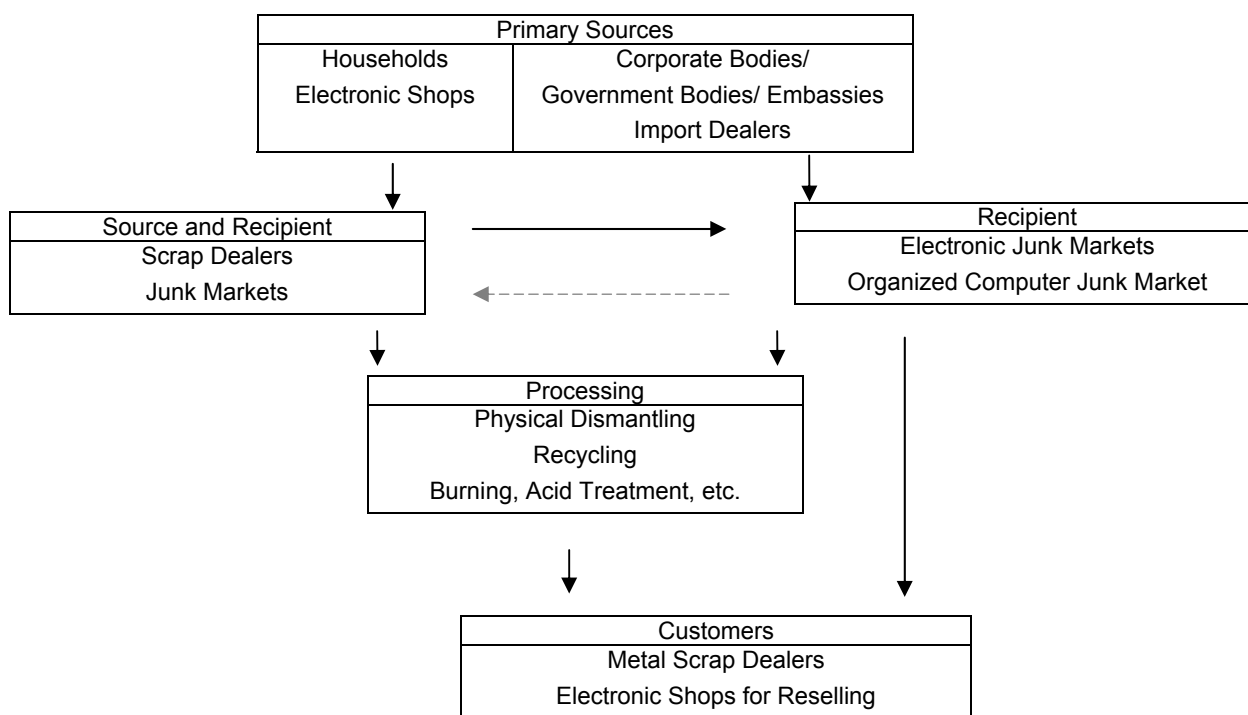 Primary Sources
Households
Electronic Shops
Corporate Bodies/
Government Bodies/ Embassies
Import Dealers
Source and Recipient
Scrap Dealers
Junk Markets
Recipient
Electronic Junk Markets
Organized Computer Junk Market
Processing
Physical Dismantling
Recycling
Burning, Acid Treatment, etc.
Customers
Metal Scrap Dealers
Electronic Shops for Reselling